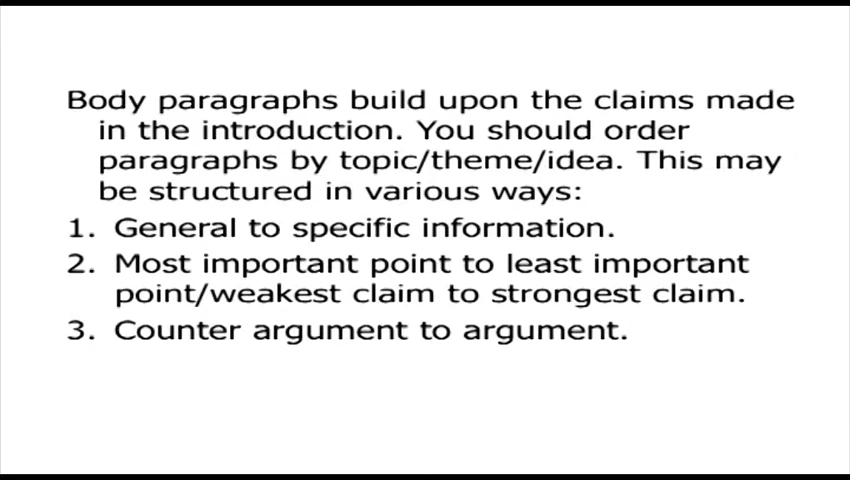 Body paragraphs build upon the claims made
in the introduction. You should order
paragraphs by topic/theme/idea. This may
be structured in various ways:
1. General to specific information.
2. Most important point to least important
point/weakest claim to strongest claim.
3. Counter argument to argument.